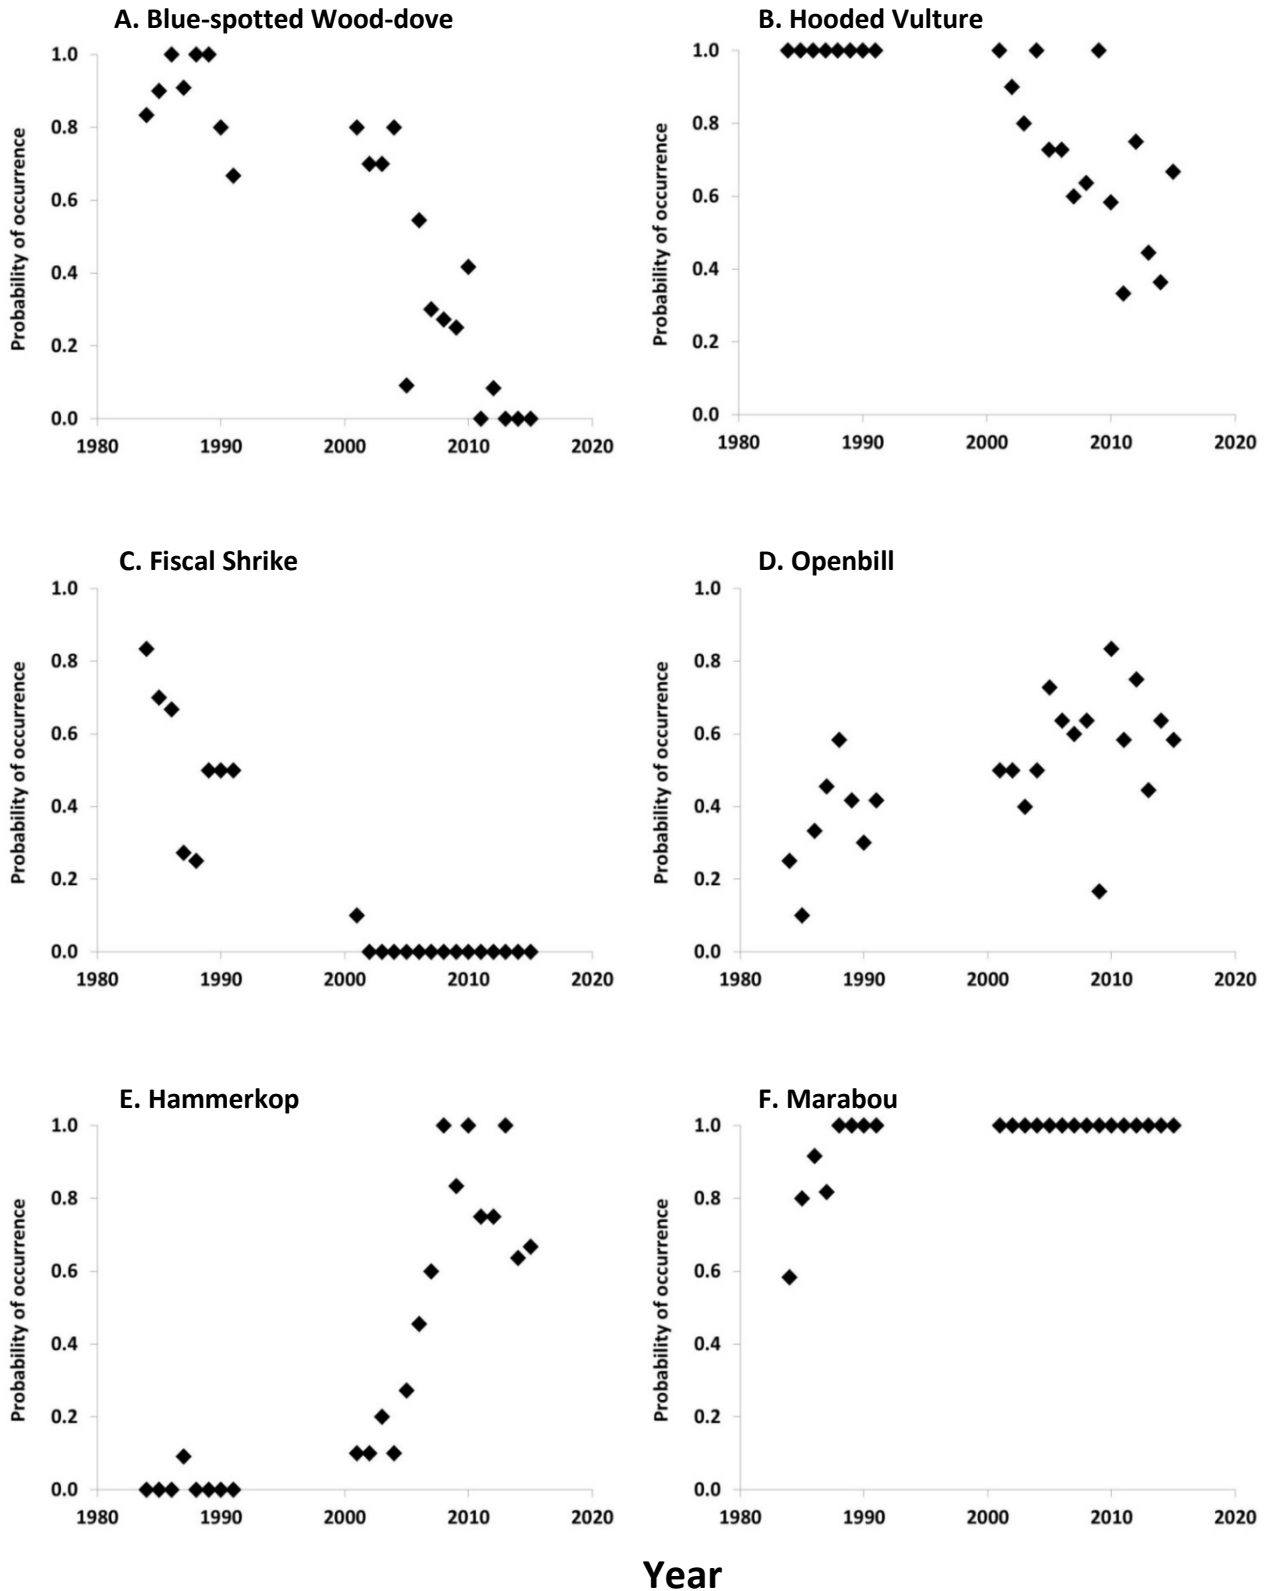 A. Blue-spotted Wood-dove
Probability of occurrence
1.0
0.8
0.6
0.4
0.2
0.0
1980 1990 2000 2010 2020
B. Hooded Vulture
Probability of occurrence
1.0
0.8
0.6
0.4
0.2
0.0
1980 1990 2000 2010 2020
C. Fiscal Shrike
Probability of occurrence
1.0
0.8
0.6
0.4
0.2
0.0
1980 1990 2000 2010 2020
D. Openbill
Probability of occurrence
1.0
0.8
0.6
0.4
0.2
0.0
1980 1990 2000 2010 2020
E. Hammerkop
Probability of occurrence
1.0
0.8
0.6
0.4
0.2
0.0
1980 1990 2000 2010 2020
F. Marabou
Probability of occurrence
1.0
0.8
0.6
0.4
0.2
0.0
1980 1990 2000 2010 2020
Year